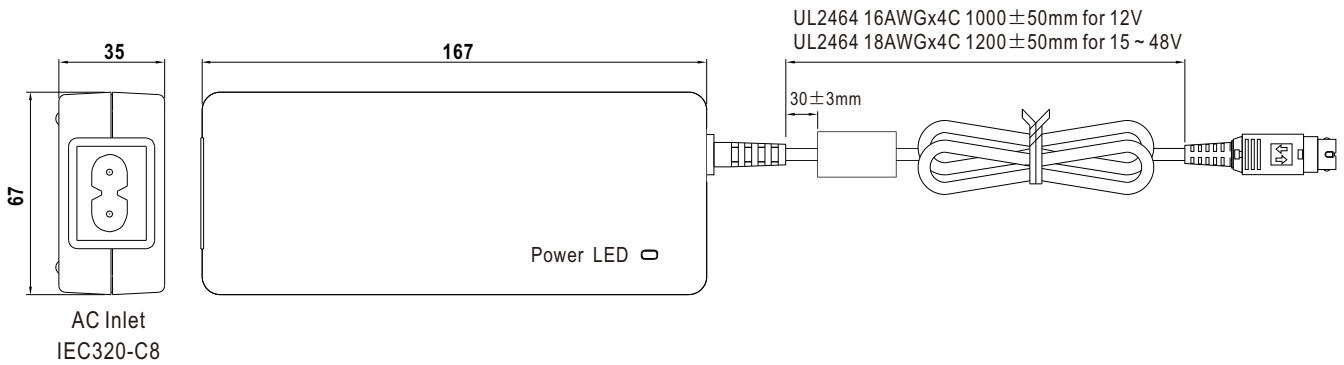 UL2464 16AWGx4C 1000±50mm for 12V
UL2464 18AWGx4C 1200±50mm for 15 ~ 48V
35
167
30±3mm
67
Power LED
AC Inlet
IEC320-C8